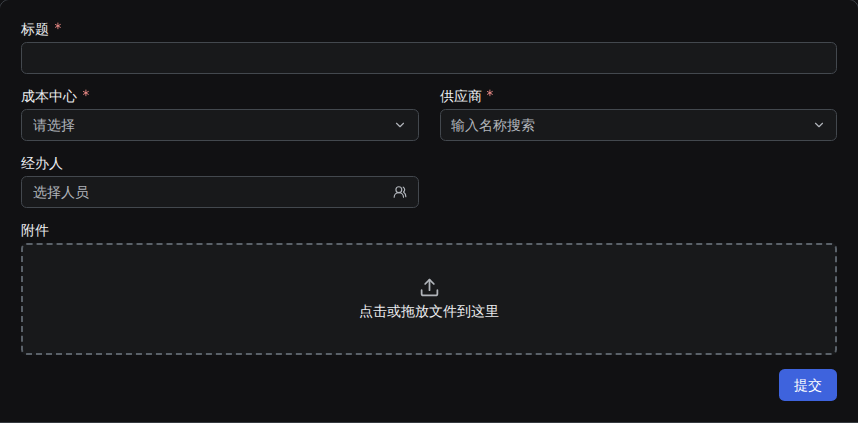 标题 *
成本中心 * 供应商 *
请选择 输入名称搜索
经办人
选择人员
附件
点击或拖放文件到这里
提交